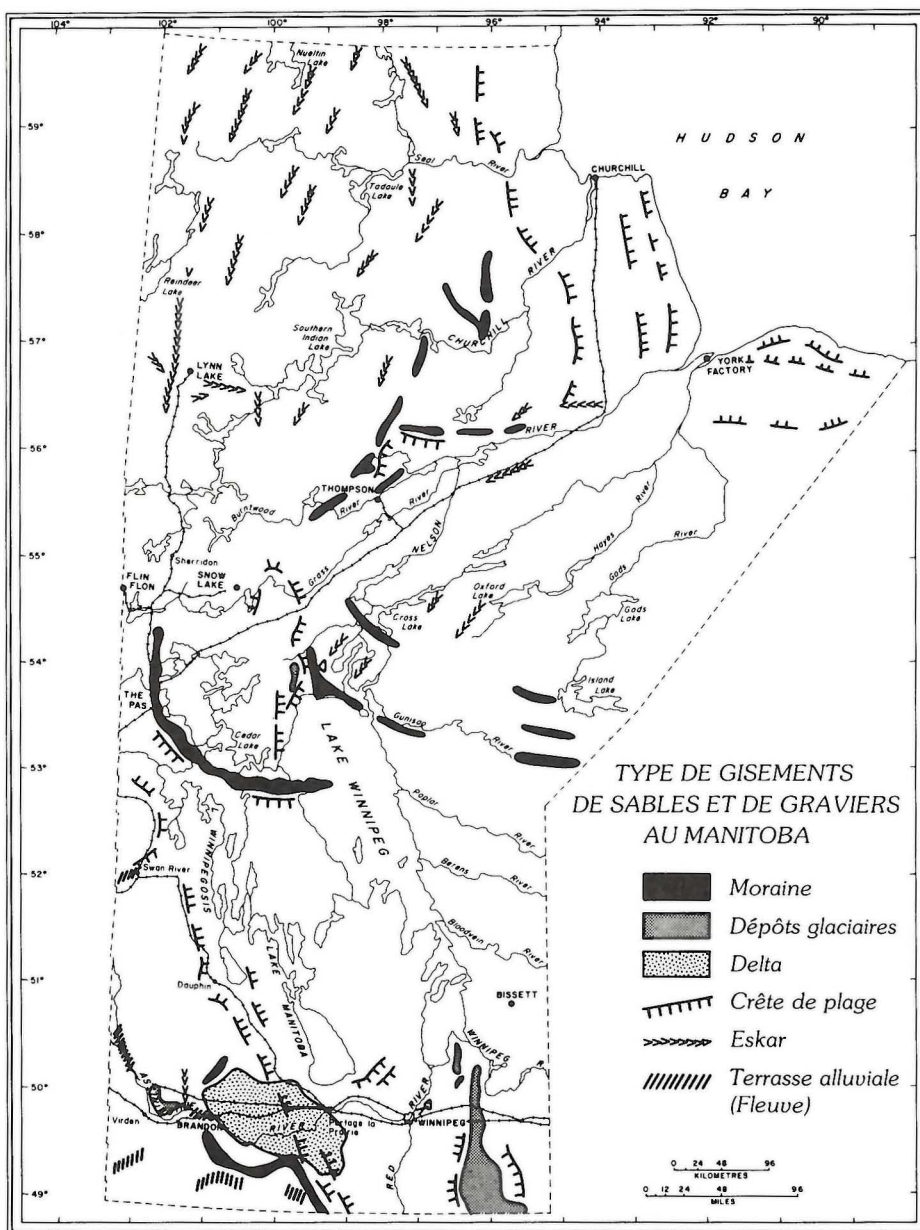 104°
102°
100°
98°
96°
94°
92°
90°
59°
58°
57°
56°
55°
54°
53°
52°
51°
50°
49°
Nueltin
Lake
HUDSON
BAY
Seal
River
CHURCHILL
Tadoule
Lake
Reindeer
Lake
Southern
Indian
Lake
CHURCHILL
RIVER
LYNN
LAKE
YORK
FACTORY
RIVER
THOMPSON
Burntwood
River
River
Grass
NELSON
Hayes
River
Gods
River
Sherridon
FLIN
FLON
SNOW
LAKE
Oxford
Lake
Cross
Lake
Gods
Lake
Island
Lake
THE
PAS
Cedar
Lake
Gunisao
River
LAKE WINNIPEG
Poplar
River
Berens
River
Bloodvein
River
Swan River
WINNIPEGOSIS
LAKE
MANITOBA
Dauphin
BISSETT
WINNIPEG
R.
RIVER
Virden
BRANDON
RIVER
Portage la
Prairie
WINNIPEG
RED
TYPE DE GISEMENTS
DE SABLES ET DE GRAVIERS
AU MANITOBA
Moraine
Dépôts glaciaires
Delta
Crête de plage
Eskar
Terrasse alluviale
(Fleuve)
0 24 48 96
KILOMETRES
0 12 24 48 96
MILES